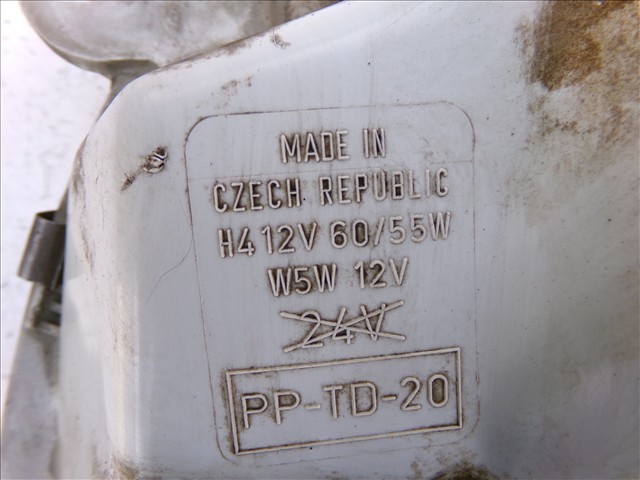 MADE IN
CZECH REPUBLIC
H4 12V 60/55W
W5W 12V
24V
PP-TD-20